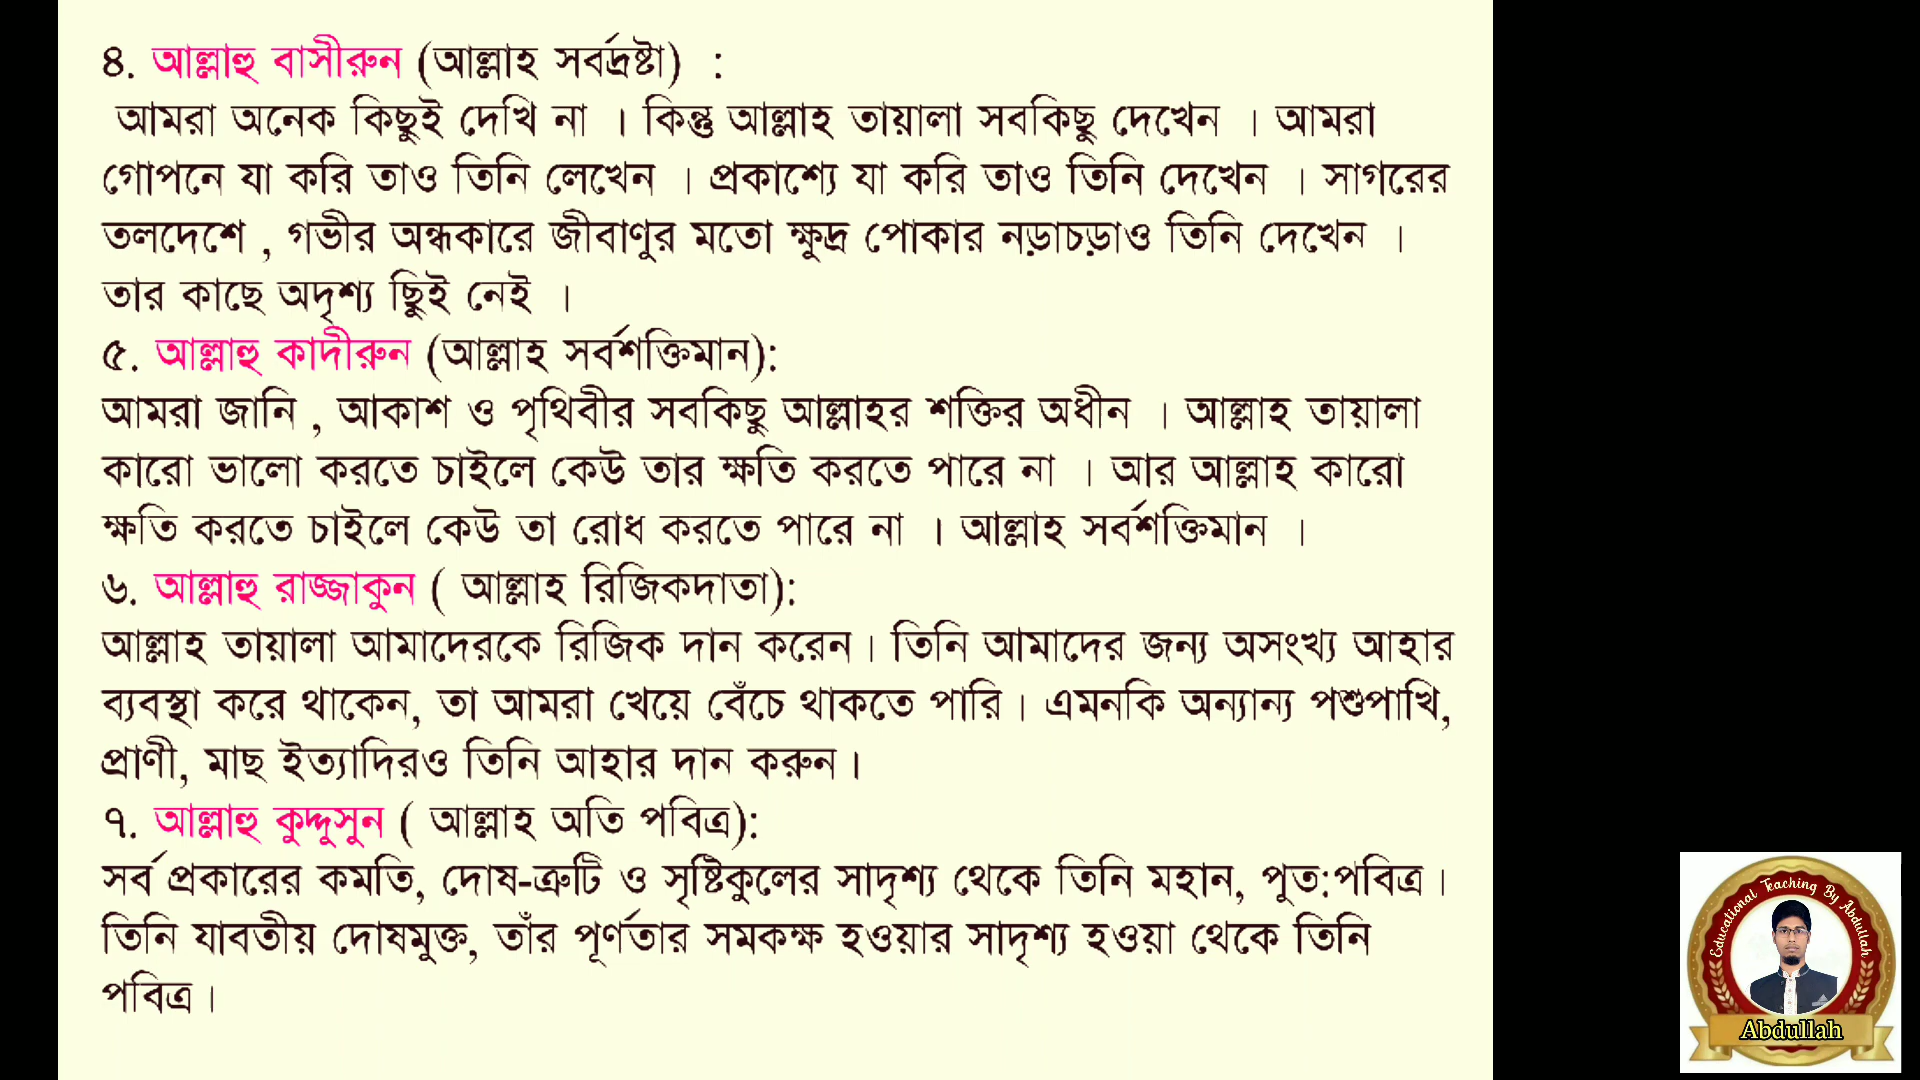 ৪. আল্লাহু বাসীরুন (আল্লাহ সর্বদ্রষ্টা) :
আমরা অনেক কিছুই দেখি না । কিন্তু আল্লাহ তায়ালা সবকিছু দেখেন । আমরা
গোপনে যা করি তাও তিনি লেখেন । প্রকাশ্যে যা করি তাও তিনি দেখেন । সাগরের
তলদেশে , গভীর অন্ধকারে জীবাণুর মতো ক্ষুদ্র পোকার নড়াচড়াও তিনি দেখেন ।
তার কাছে অদৃশ্য ছিুই নেই ।
৫. আল্লাহু কাদীরুন (আল্লাহ সর্বশক্তিমান):
আমরা জানি , আকাশ ও পৃথিবীর সবকিছু আল্লাহর শক্তির অধীন । আল্লাহ তায়ালা
কারো ভালো করতে চাইলে কেউ তার ক্ষতি করতে পারে না । আর আল্লাহ কারো
ক্ষতি করতে চাইলে কেউ তা রোধ করতে পারে না । আল্লাহ সর্বশক্তিমান ।
৬. আল্লাহু রাজ্জাকুন ( আল্লাহ রিজিকদাতা):
আল্লাহ তায়ালা আমাদেরকে রিজিক দান করেন। তিনি আমাদের জন্য অসংখ্য আহার
ব্যবস্থা করে থাকেন, তা আমরা খেয়ে বেঁচে থাকতে পারি। এমনকি অন্যান্য পশুপাখি,
প্রাণী, মাছ ইত্যাদিরও তিনি আহার দান করুন।
৭. আল্লাহু কুদ্দুসুন ( আল্লাহ অতি পবিত্র):
সর্ব প্রকারের কমতি, দোষ-ত্রুটি ও সৃষ্টিকুলের সাদৃশ্য থেকে তিনি মহান, পুত:পবিত্র।
তিনি যাবতীয় দোষমুক্ত, তাঁর পূর্ণতার সমকক্ষ হওয়ার সাদৃশ্য হওয়া থেকে তিনি
পবিত্র।
Educational Teaching By Abdullah
Abdullah